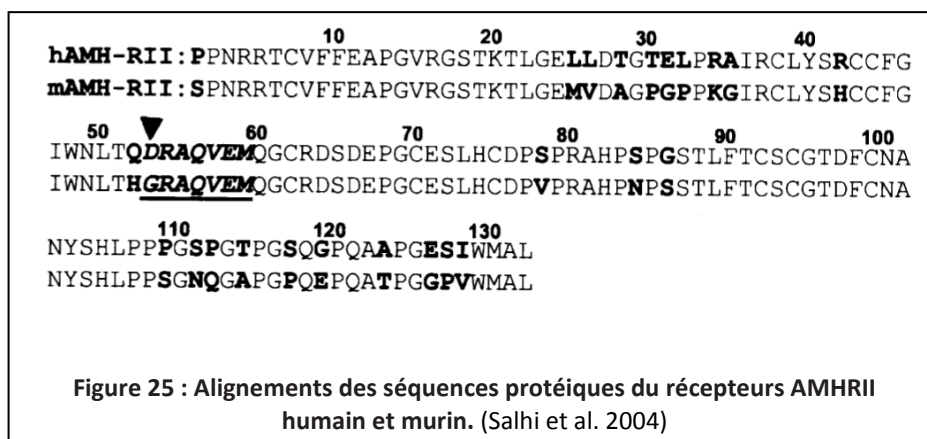 10 20 30 40
hAMH-RII: PPNRRTCVFFEAPGVRGSTKTLGELLDTGTELPRAIRCLYSRCCFG
mAMH-RII: SPNRRTCVFFEAPGVRGSTKTLGEMVDAGPGPPKGIRCLYSHCCFG
50 60 70 80 90 100
IWNLTQDRAQVEMQGCRDSDEPGCESLHCDPSPRAHPSPGSTLFTCSCGTDFCNA
IWNLTHGRAQVEMQGCRDSDEPGCESLHCDPVPRAHPNPSSTLFTCSCGTDFCNA
110 120 130
NYSHLPPPGSPGTPGSQGPQAAPGESIWMAL
NYSHLPPSGNQGAPGPQEPQATPGGPVWMAL
Figure 25 : Alignements des séquences protéiques du récepteurs AMHRII
humain et murin. (Salhi et al. 2004)